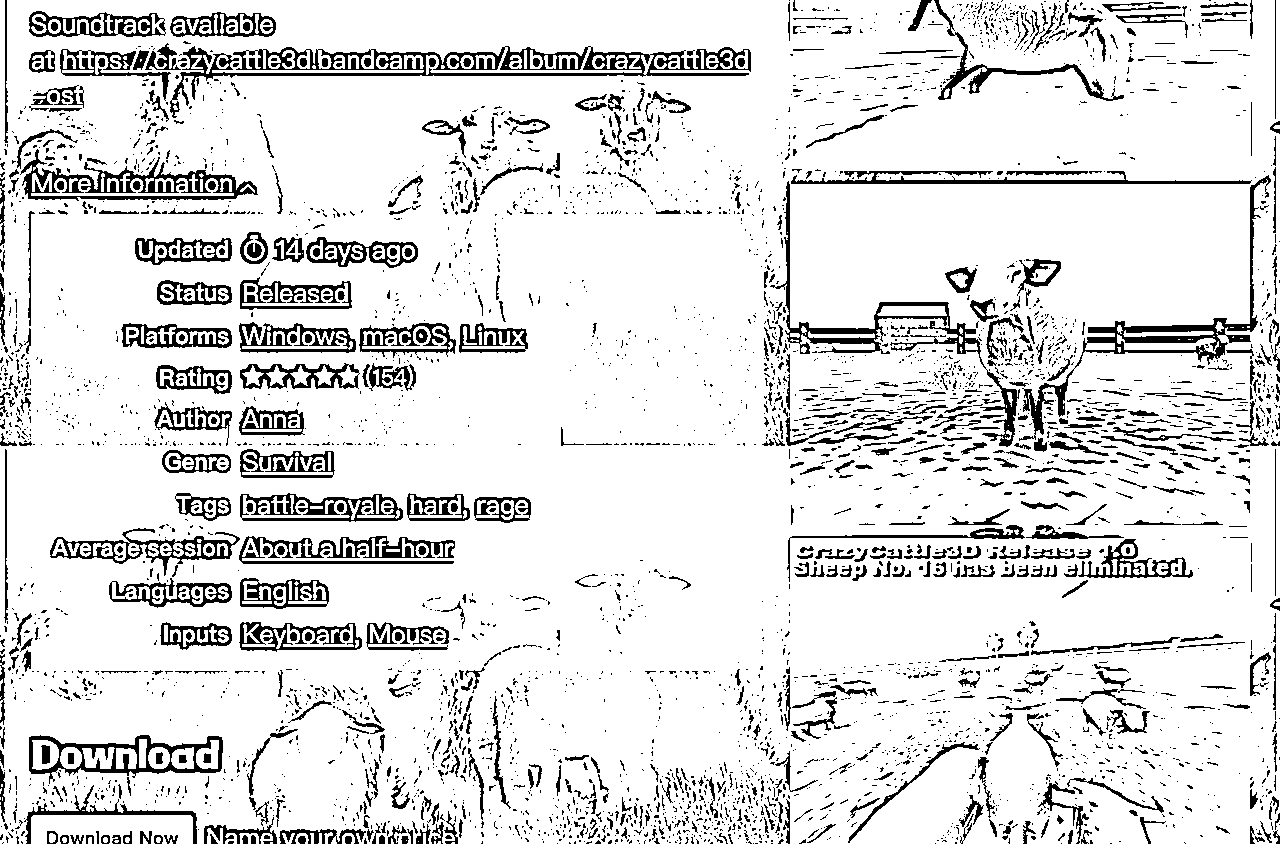 Soundtrack available
at https://crazycattle3d.bandcamp.com/album/crazycattle3d
-ost
More Information
Updated 14 days ago
Status Released
Platforms Windows, macOS, Linux
Rating ★★★★★ (154)
Author Anna
Genre Survival
Tags battle-royale, hard, rage
Average session About a half-hour
Languages English
Inputs Keyboard, Mouse
Download
Download Now Name your own price
CrazyCattle3D Release 1.0
Sheep No. 16 has been eliminated.